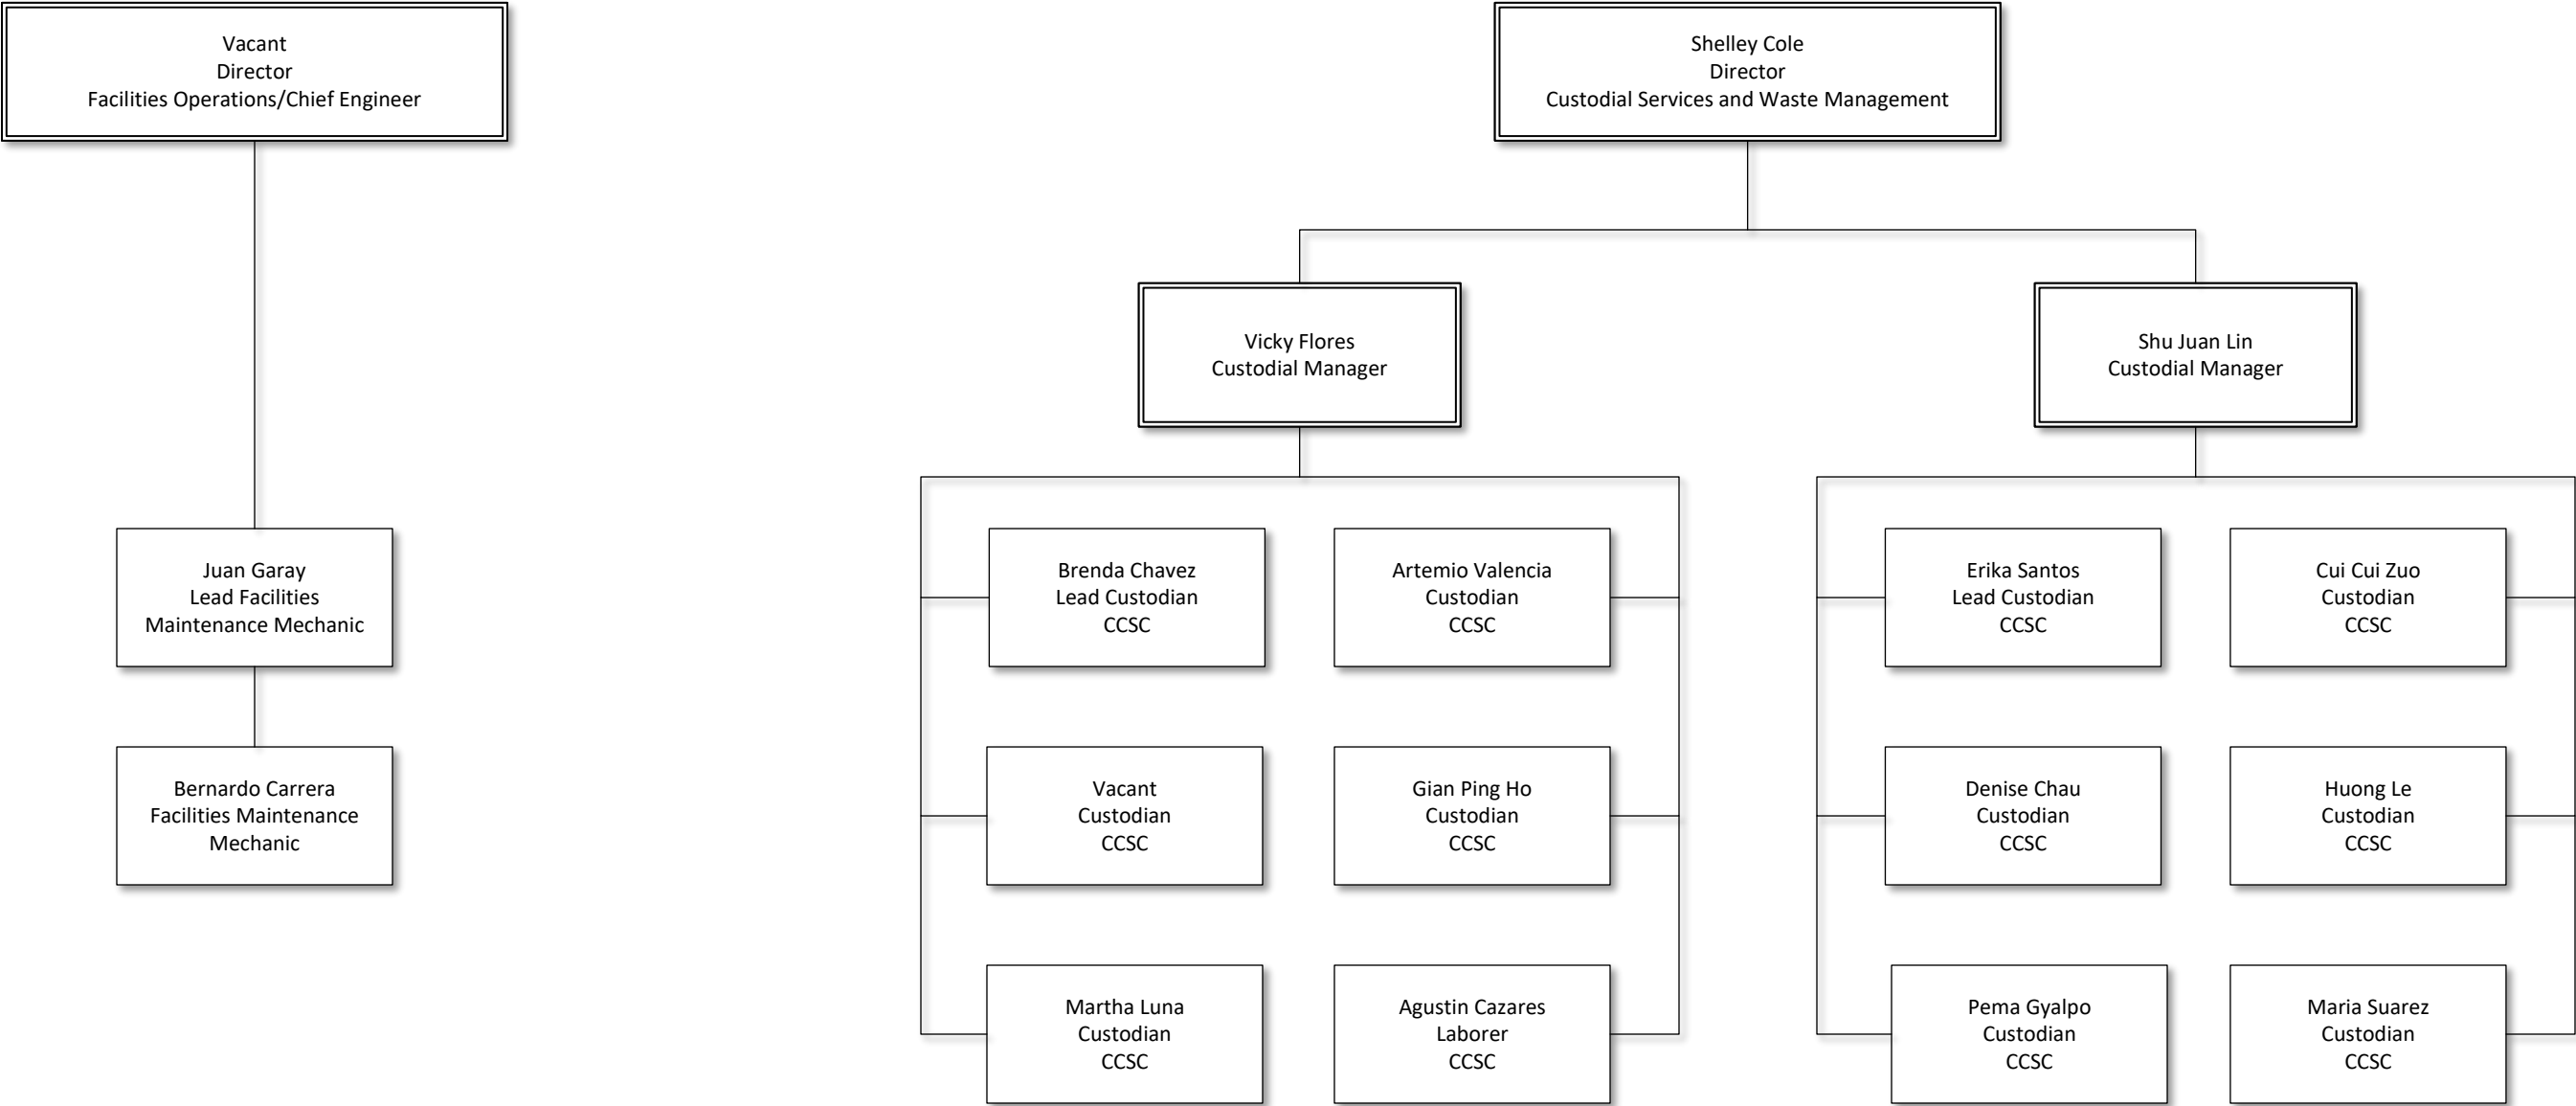 Vacant
Director
Facilities Operations/Chief Engineer
Shelley Cole
Director
Custodial Services and Waste Management
Vicky Flores
Custodial Manager
Shu Juan Lin
Custodial Manager
Juan Garay
Lead Facilities
Maintenance Mechanic
Brenda Chavez
Lead Custodian
CCSC
Artemio Valencia
Custodian
CCSC
Erika Santos
Lead Custodian
CCSC
Cui Cui Zuo
Custodian
CCSC
Bernardo Carrera
Facilities Maintenance
Mechanic
Vacant
Custodian
CCSC
Gian Ping Ho
Custodian
CCSC
Denise Chau
Custodian
CCSC
Huong Le
Custodian
CCSC
Martha Luna
Custodian
CCSC
Agustin Cazares
Laborer
CCSC
Pema Gyalpo
Custodian
CCSC
Maria Suarez
Custodian
CCSC